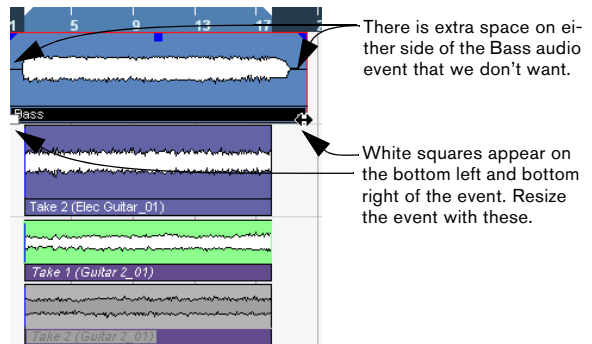 1 5 9 13 17 2
There is extra space on ei-
ther side of the Bass audio
event that we don't want.
Bass
White squares appear on
the bottom left and bottom
right of the event. Resize
the event with these.
Take 2 (Elec Guitar_01)
Take 1 (Guitar 2_01)
Take 2 (Guitar 2_01)